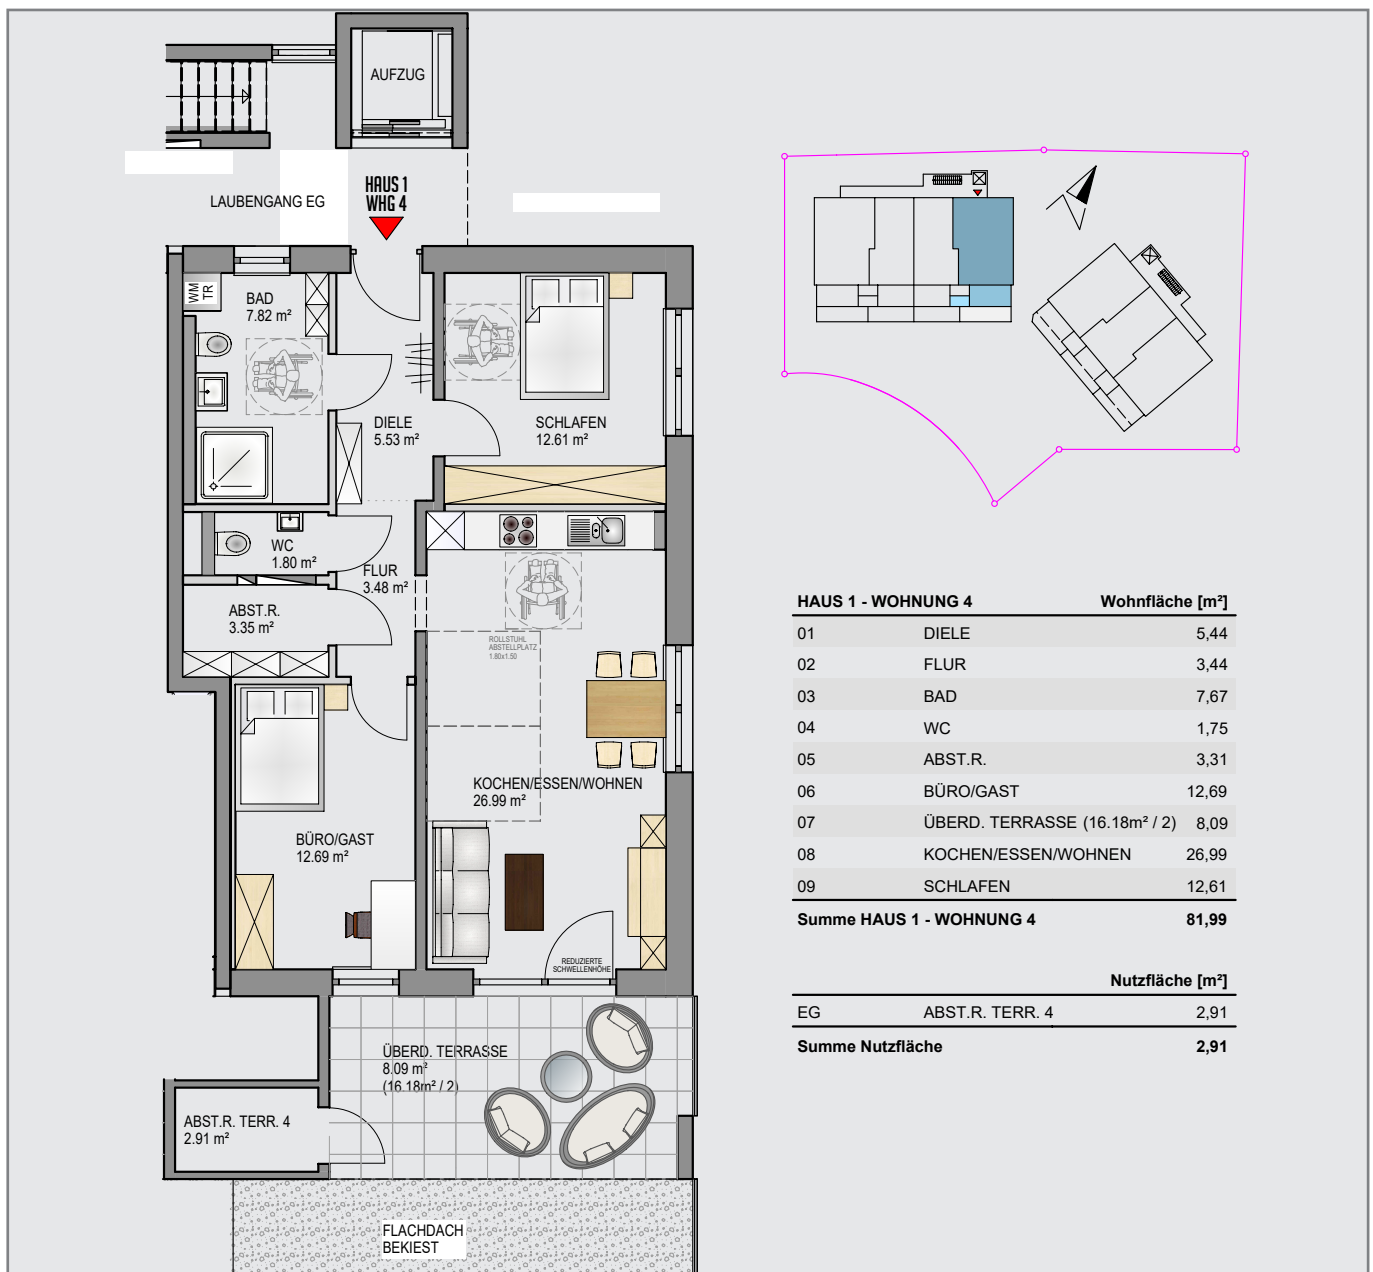 AUFZUG
LAUBENGANG EG
HAUS 1
WHG 4
WM
TR
BAD
7.82 m²
DIELE
5.53 m²
SCHLAFEN
12.61 m²
WC
1.80 m²
FLUR
3.48 m²
ABST.R.
3.35 m²
ROLLSTUHL
ABSTELLPLATZ
1.80x1.50
KOCHEN/ESSEN/WOHNEN
26.99 m²
BÜRO/GAST
12.69 m²
REDUZIERTE
SCHWELLENHÖHE
ÜBERD. TERRASSE
8.09 m²
(16.18m² / 2)
ABST.R. TERR. 4
2.91 m²
FLACHDACH
BEKIEST
HAUS 1 - WOHNUNG 4 Wohnfläche [m²]
01 DIELE 5,44
02 FLUR 3,44
03 BAD 7,67
04 WC 1,75
05 ABST.R. 3,31
06 BÜRO/GAST 12,69
07 ÜBERD. TERRASSE (16.18m² / 2) 8,09
08 KOCHEN/ESSEN/WOHNEN 26,99
09 SCHLAFEN 12,61
Summe HAUS 1 - WOHNUNG 4 81,99
Nutzfläche [m²]
EG ABST.R. TERR. 4 2,91
Summe Nutzfläche 2,91